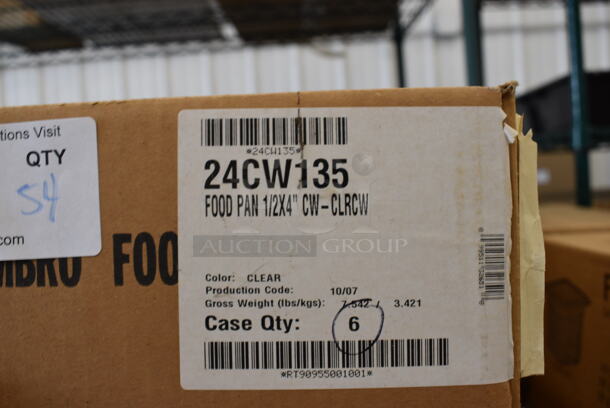 tions Visit
QTY
54
com
MBRO FOO
*24CW135*
24CW135
FOOD PAN 1/2X4" CW-CLRCW
AUCTION GROUP
Color: CLEAR
Production Code: 10/07
Gross Weight (lbs/kgs): 7.542 / 3.421
Case Qty: 6
*RT90955001001*